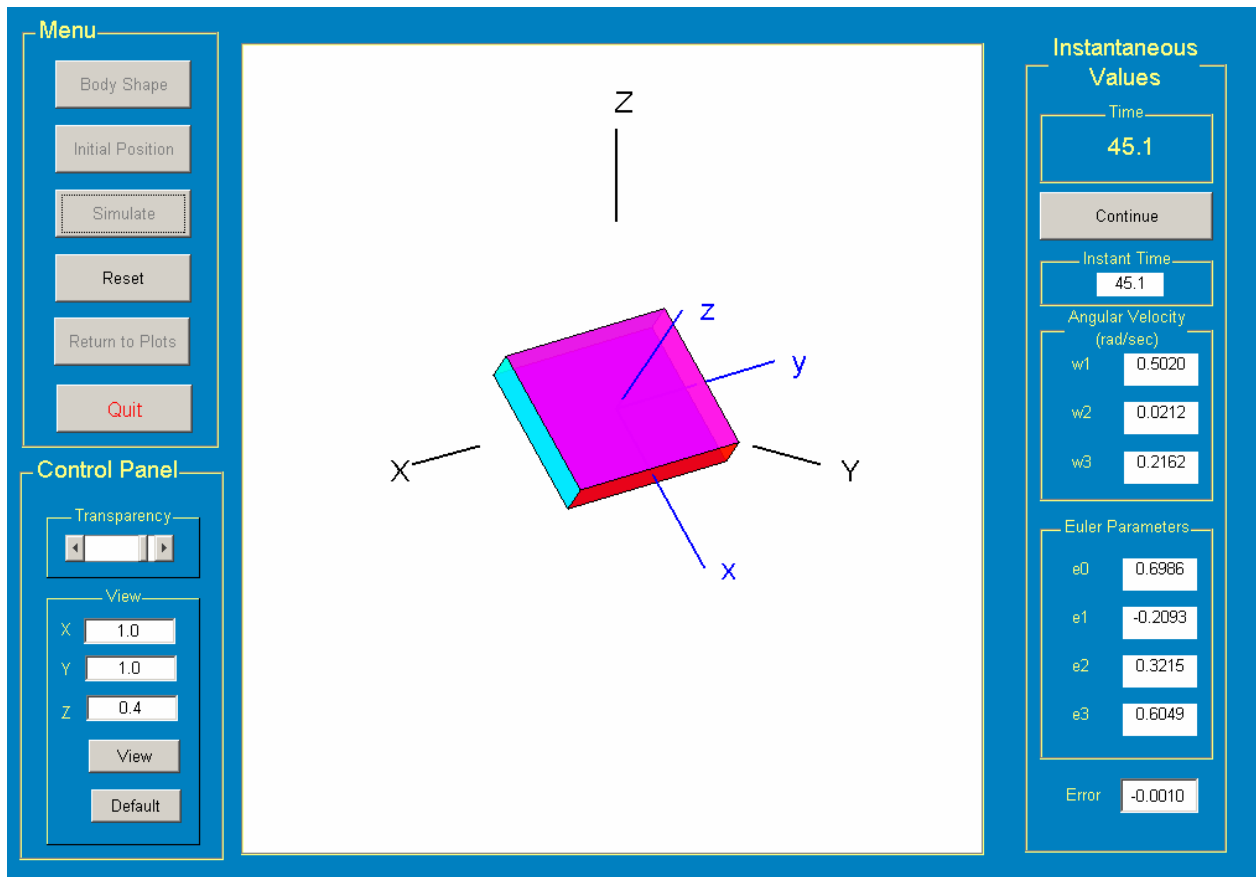 Menu
Body Shape
Initial Position
Simulate
Reset
Return to Plots
Quit
Control Panel
Transparency
View
X 1.0
Y 1.0
Z 0.4
View
Default
Z
z
y
X
Y
x
Instantaneous
Values
Time
45.1
Continue
Instant Time
45.1
Angular Velocity
(rad/sec)
w1 0.5020
w2 0.0212
w3 0.2162
Euler Parameters
e0 0.6986
e1 -0.2093
e2 0.3215
e3 0.6049
Error -0.0010